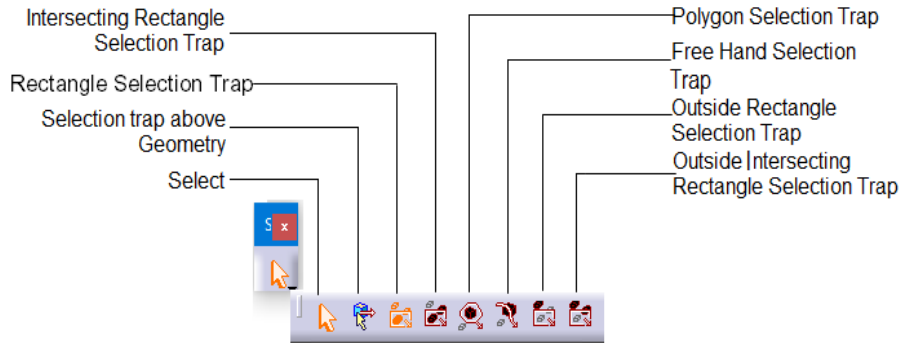 Intersecting Rectangle
Selection Trap
Rectangle Selection Trap
Selection trap above
Geometry
Select
Polygon Selection Trap
Free Hand Selection
Trap
Outside Rectangle
Selection Trap
Outside Intersecting
Rectangle Selection Trap
S x